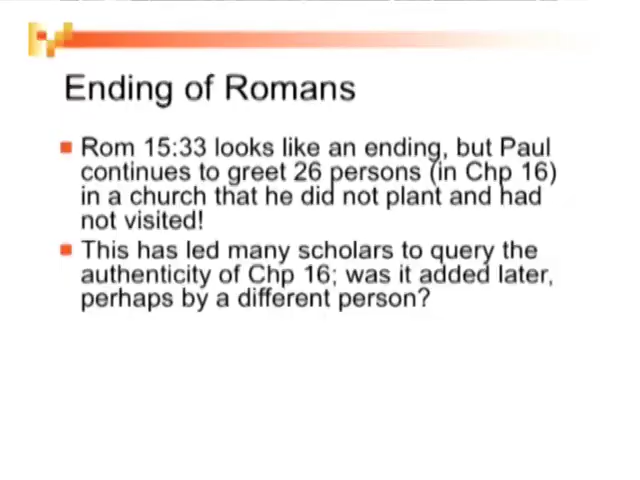 Ending of Romans
Rom 15:33 looks like an ending, but Paul
continues to greet 26 persons (in Chp 16)
in a church that he did not plant and had
not visited!
This has led many scholars to query the
authenticity of Chp 16; was it added later,
perhaps by a different person?